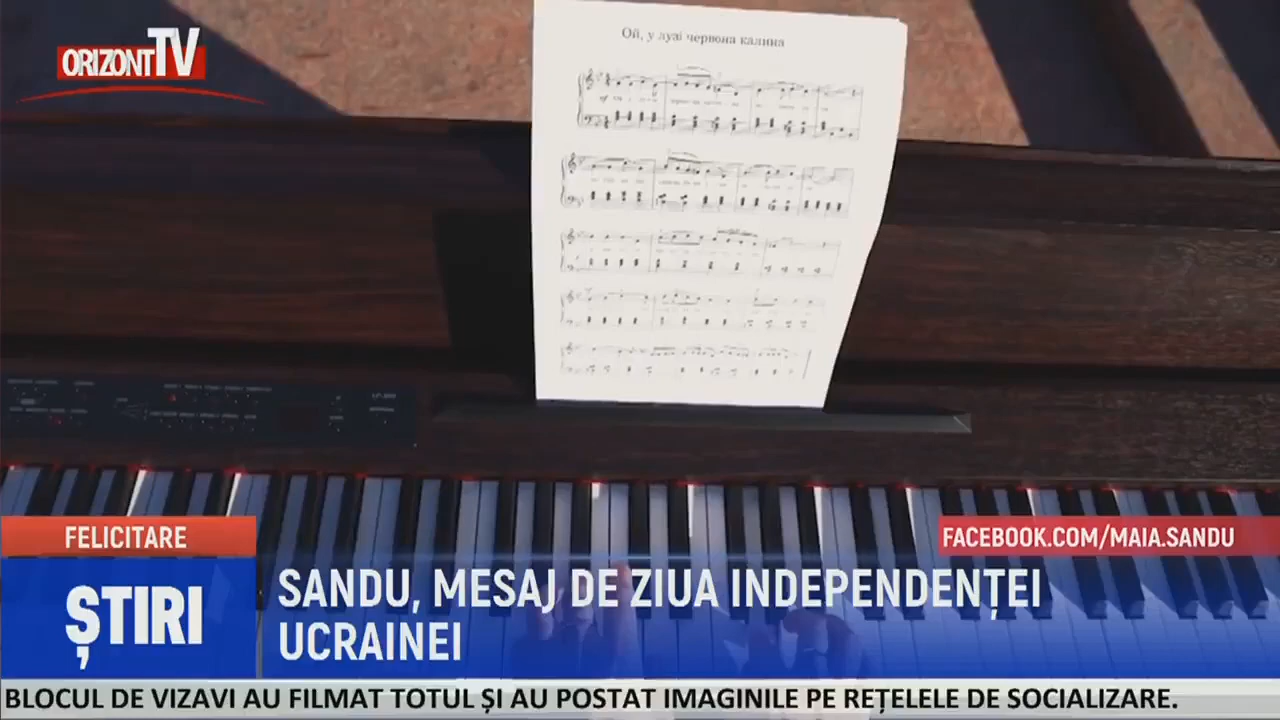 ORIZONT TV
Ой, у лузі червона калина
FELICITARE
FACEBOOK.COM/MAIA.SANDU
ȘTIRI
SANDU, MESAJ DE ZIUA INDEPENDENȚEI
UCRAINEI
BLOCUL DE VIZAVI AU FILMAT TOTUL ȘI AU POSTAT IMAGINILE PE REȚELELE DE SOCIALIZARE.